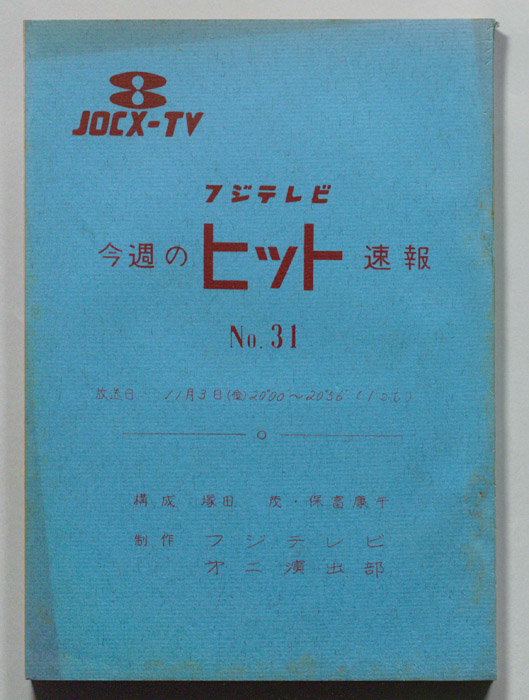 8
JOCX-TV
フジテレビ
今週の ヒット 速報
No. 31
放送日 11月3日(金)20°00'~20°56'
構成 塚田 茂・保富康午
制作 フジテレビ
第二演出部